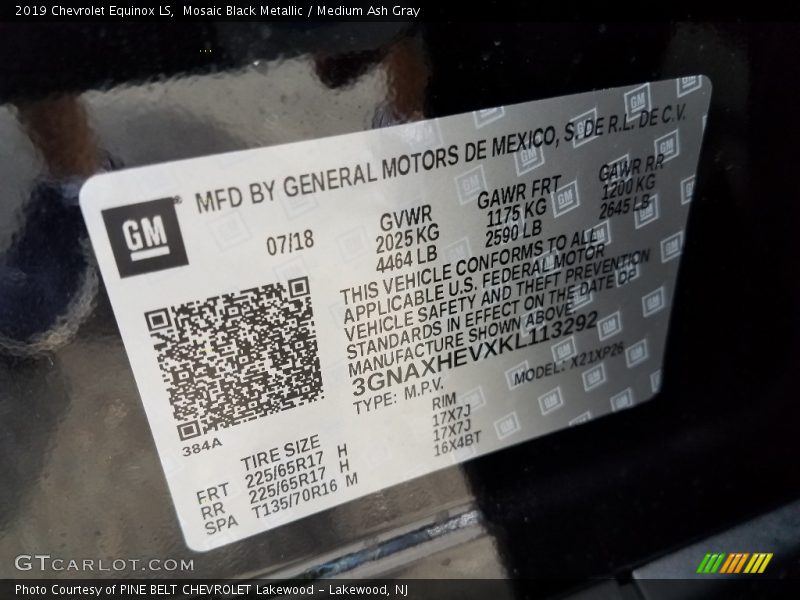 2019 Chevrolet Equinox LS,  Mosaic Black Metallic / Medium Ash Gray
MFD BY GENERAL MOTORS DE MEXICO, S. DE R.L. DE C.V.
GM®
07/18
GVWR
2025 KG
4464 LB
GAWR FRT
1175 KG
2590 LB
GAWR RR
1200 KG
2645 LB
THIS VEHICLE CONFORMS TO ALL
APPLICABLE U.S. FEDERAL MOTOR
VEHICLE SAFETY AND THEFT PREVENTION
STANDARDS IN EFFECT ON THE DATE OF
MANUFACTURE SHOWN ABOVE.
3GNAXHEVXKL113292
TYPE: M.P.V.
MODEL: X21XP26
384A
TIRE SIZE
RIM
FRT 225/65R17 H 17X7J
RR 225/65R17 H 17X7J
SPA T135/70R16 M 16X4BT
GTCARLOT.COM
Photo Courtesy of PINE BELT CHEVROLET Lakewood – Lakewood, NJ